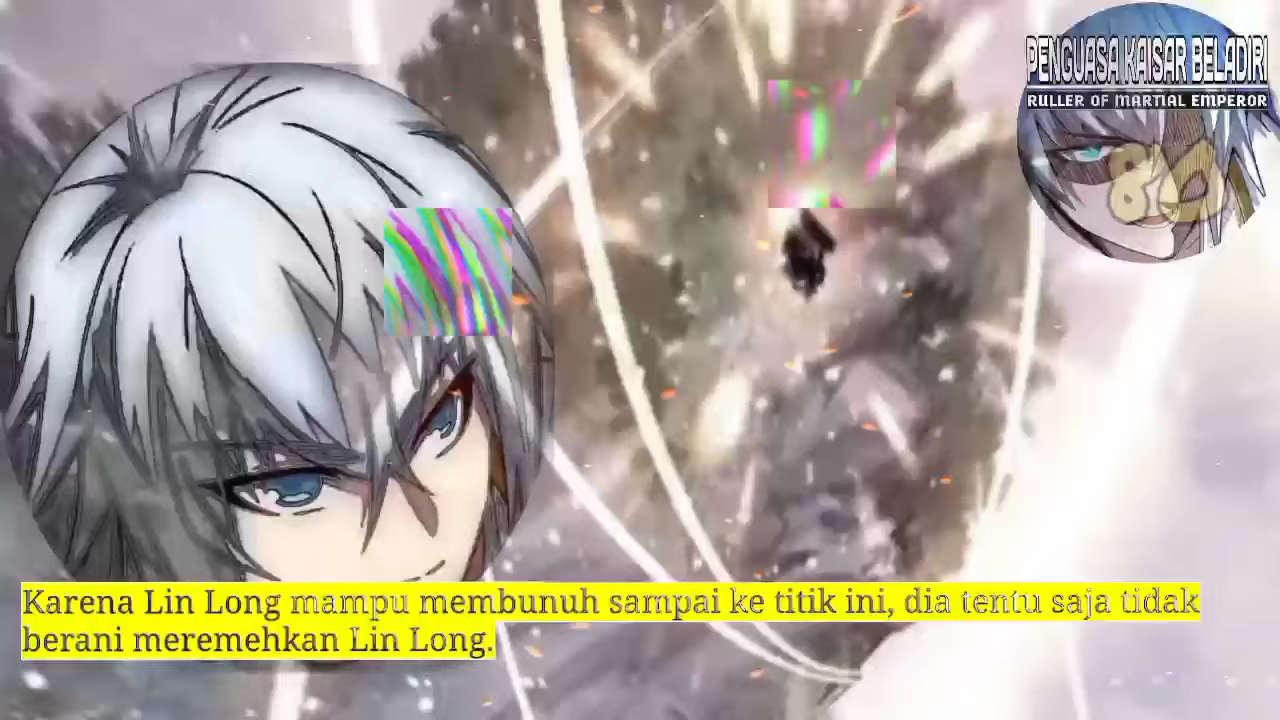 PENGUASA KAISAR BELADIRI
RULLER OF MARTIAL EMPEROR
80
Karena Lin Long mampu membunuh sampai ke titik ini, dia tentu saja tidak
berani meremehkan Lin Long.